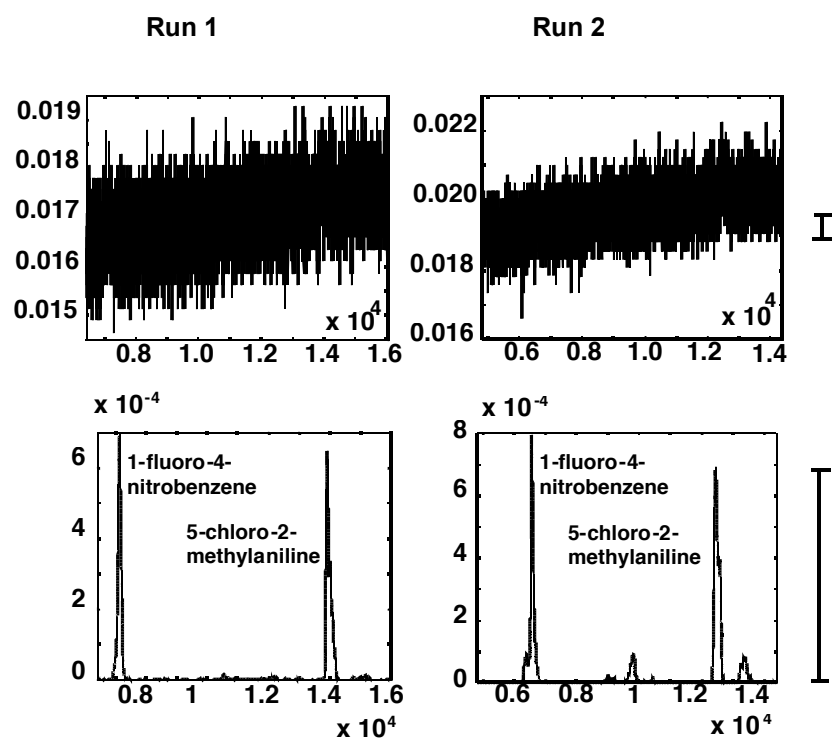 Run 1
Run 2
0.019
0.018
0.017
0.016
0.015
x 10^4
0.8 1.0 1.2 1.4 1.6
0.022
0.020
0.018
0.016
x 10^4
0.6 0.8 1.0 1.2 1.4
x 10^-4
6
4
2
0
1-fluoro-4-
nitrobenzene
5-chloro-2-
methylaniline
0.8 1 1.2 1.4 1.6
x 10^4
x 10^-4
8
6
4
2
0
1-fluoro-4-
nitrobenzene
5-chloro-2-
methylaniline
0.6 0.8 1 1.2 1.4
x 10^4